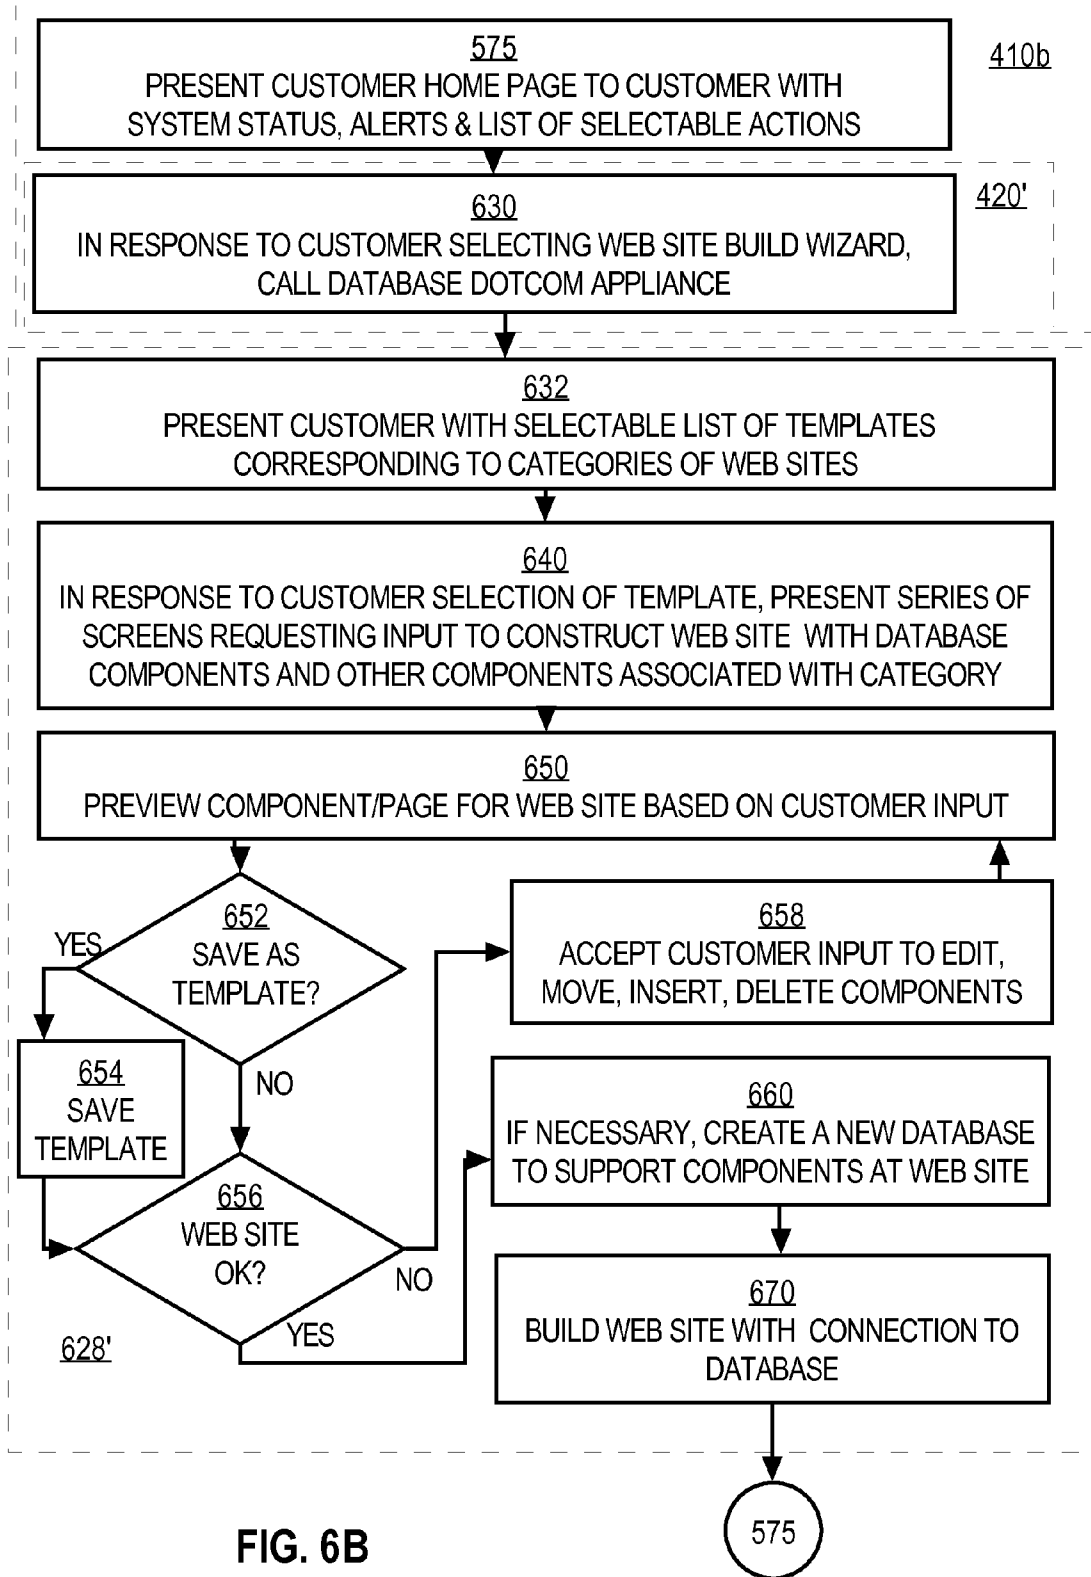 575
410b
PRESENT CUSTOMER HOME PAGE TO CUSTOMER WITH
SYSTEM STATUS, ALERTS & LIST OF SELECTABLE ACTIONS
630
420'
IN RESPONSE TO CUSTOMER SELECTING WEB SITE BUILD WIZARD,
CALL DATABASE DOTCOM APPLIANCE
632
PRESENT CUSTOMER WITH SELECTABLE LIST OF TEMPLATES
CORRESPONDING TO CATEGORIES OF WEB SITES
640
IN RESPONSE TO CUSTOMER SELECTION OF TEMPLATE, PRESENT SERIES OF
SCREENS REQUESTING INPUT TO CONSTRUCT WEB SITE WITH DATABASE
COMPONENTS AND OTHER COMPONENTS ASSOCIATED WITH CATEGORY
650
PREVIEW COMPONENT/PAGE FOR WEB SITE BASED ON CUSTOMER INPUT
652
SAVE AS
TEMPLATE?
YES
NO
658
ACCEPT CUSTOMER INPUT TO EDIT,
MOVE, INSERT, DELETE COMPONENTS
654
SAVE
TEMPLATE
656
WEB SITE
OK?
NO
YES
660
IF NECESSARY, CREATE A NEW DATABASE
TO SUPPORT COMPONENTS AT WEB SITE
670
BUILD WEB SITE WITH CONNECTION TO
DATABASE
628'
575
FIG. 6B